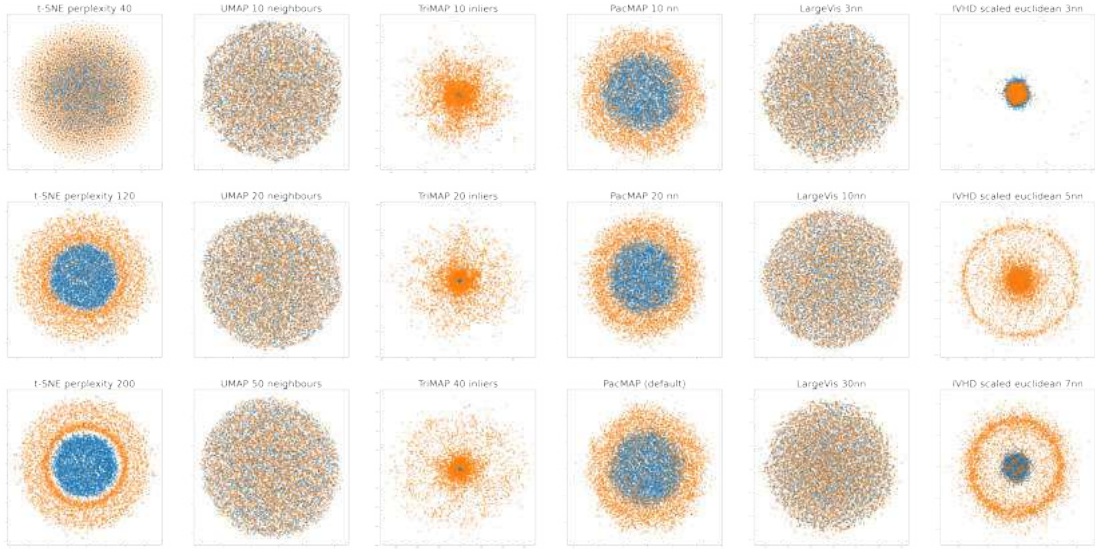 t-SNE perplexity 40
UMAP 10 neighbours
TriMAP 10 inliers
PacMAP 10 nn
LargeVis 3nn
IVHD scaled euclidean 3nn
t-SNE perplexity 120
UMAP 20 neighbours
TriMAP 20 inliers
PacMAP 20 nn
LargeVis 10nn
IVHD scaled euclidean 5nn
t-SNE perplexity 200
UMAP 50 neighbours
TriMAP 40 inliers
PacMAP (default)
LargeVis 30nn
IVHD scaled euclidean 7nn